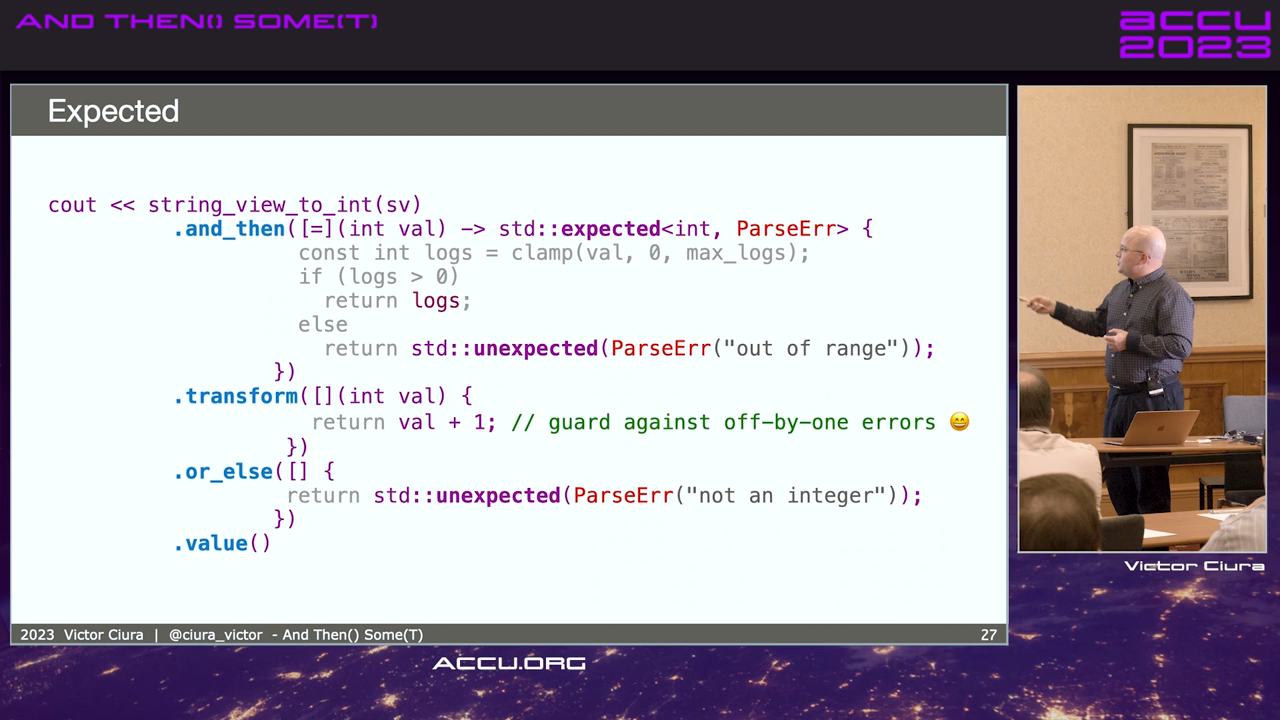 AND THEN() SOME(T)
ACCU
2023
Expected
cout << string_view_to_int(sv)
.and_then([=](int val) -> std::expected<int, ParseErr> {
const int logs = clamp(val, 0, max_logs);
if (logs > 0)
return logs;
else
return std::unexpected(ParseErr("out of range"));
})
.transform([](int val) {
return val + 1; // guard against off-by-one errors 😄
})
.or_else([] {
return std::unexpected(ParseErr("not an integer"));
})
.value()
Victor Ciura
2023 Victor Ciura | @ciura_victor - And Then() Some(T)
27
ACCU.ORG